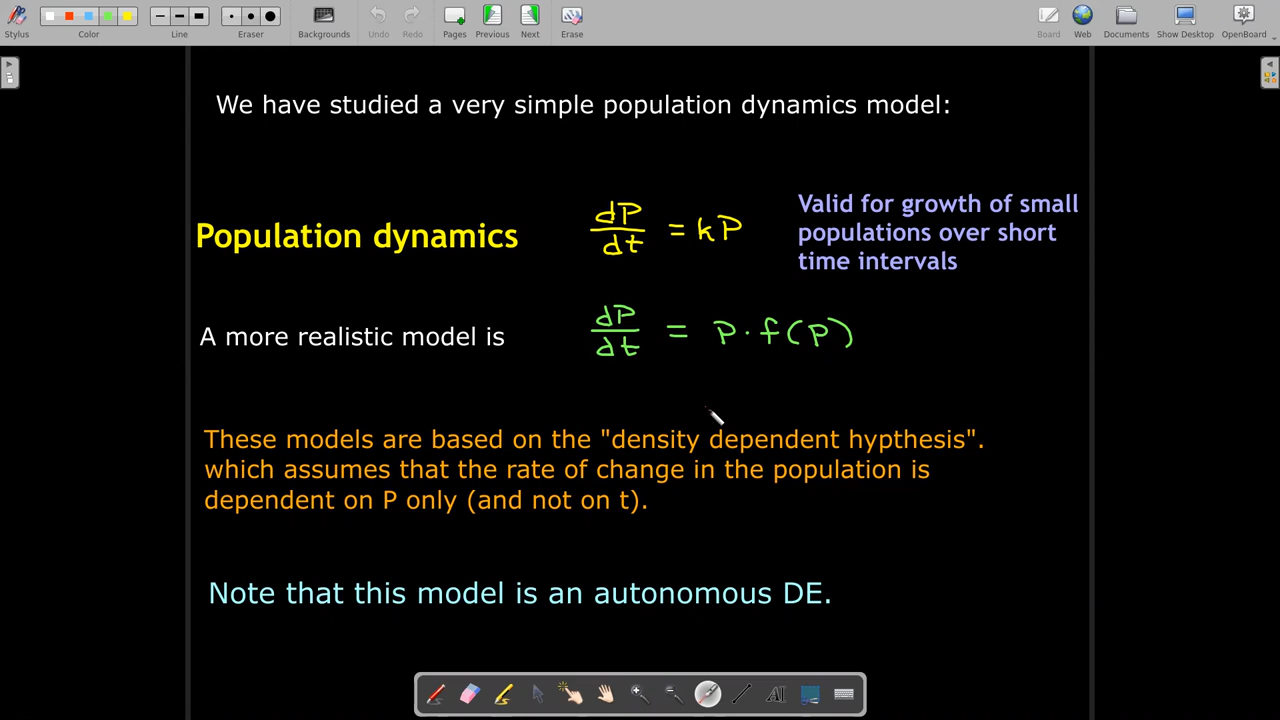 Stylus Color Line Eraser Backgrounds Undo Redo Pages Previous Next Erase Board Web Documents Show Desktop OpenBoard
We have studied a very simple population dynamics model:
Population dynamics
dP/dt = kP
Valid for growth of small
populations over short
time intervals
A more realistic model is
dP/dt = P · f(P)
These models are based on the "density dependent hypthesis".
which assumes that the rate of change in the population is
dependent on P only (and not on t).
Note that this model is an autonomous DE.
AI